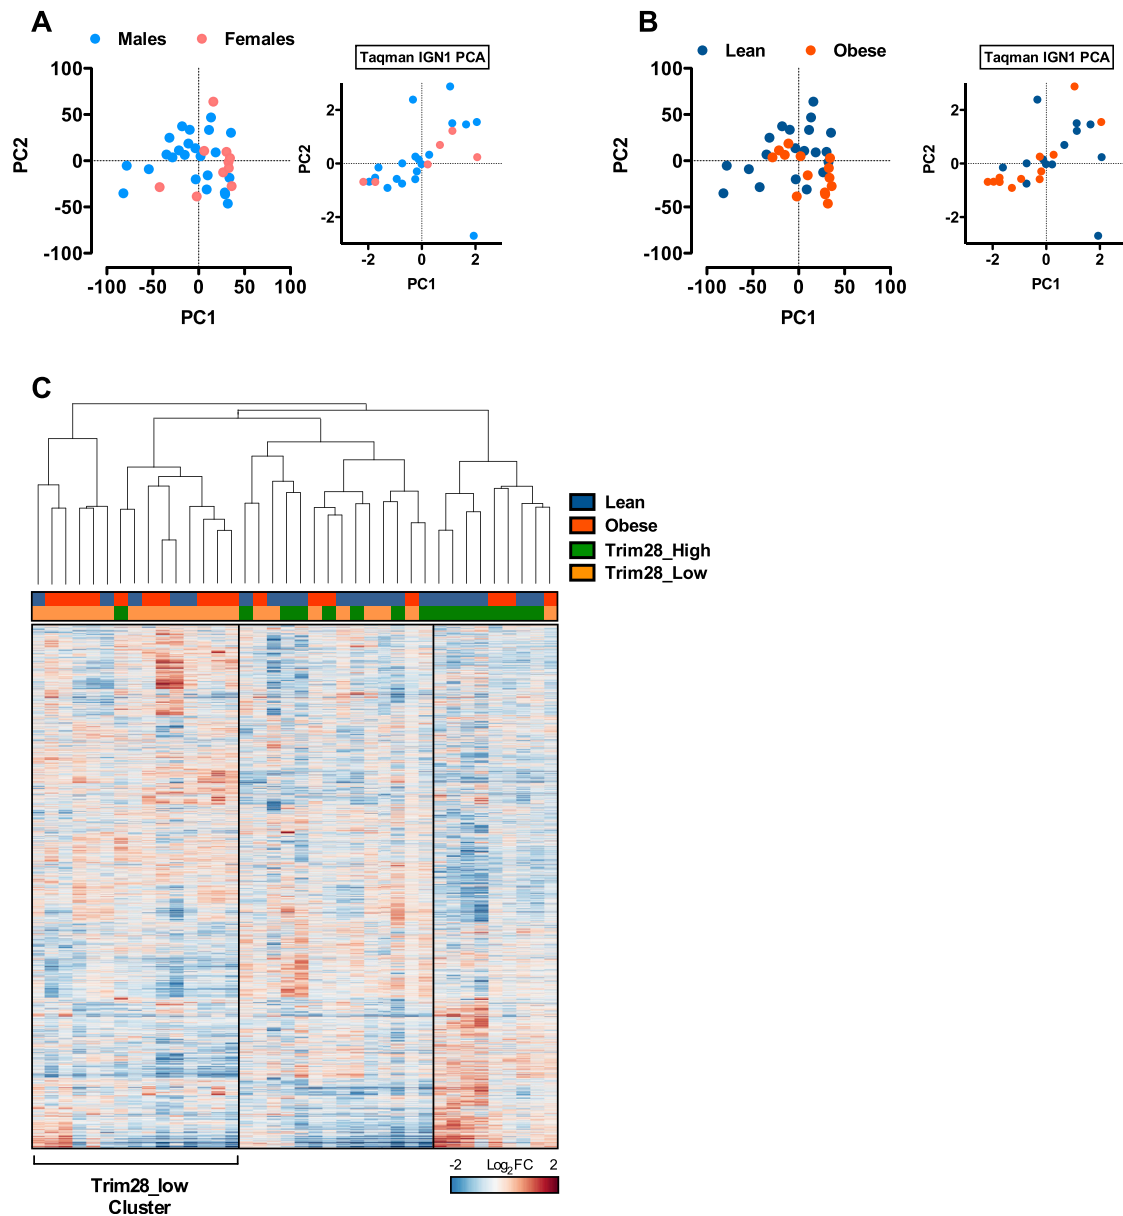 A
Males
Females
Taqman IGN1 PCA
100
50
0
-50
-100
PC2
-100
-50
0
50
100
PC1
2
0
-2
PC2
-2
0
2
PC1
B
Lean
Obese
Taqman IGN1 PCA
100
50
0
-50
-100
PC2
-100
-50
0
50
100
PC1
2
0
-2
PC2
-2
0
2
PC1
C
Lean
Obese
Trim28_High
Trim28_Low
-2 Log2FC 2
Trim28_low
Cluster